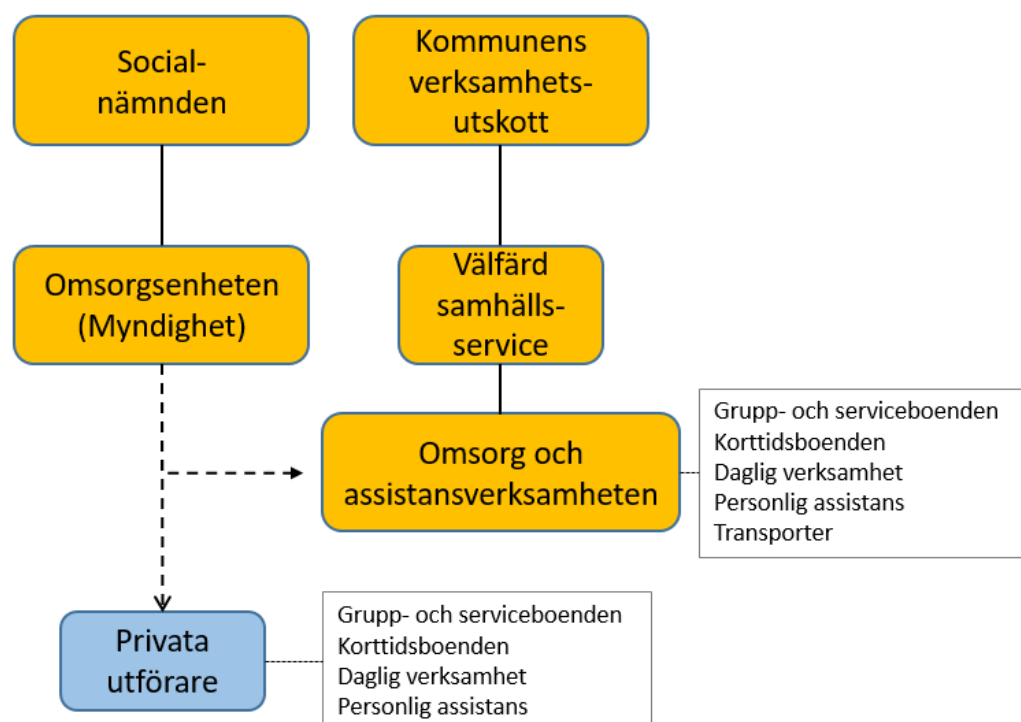 Social-
nämnden
Kommunens
verksamhets-
utskott
Omsorgsenheten
(Myndighet)
Välfärd
samhälls-
service
Omsorg och
assistansverksamheten
Grupp- och serviceboenden
Korttidsboenden
Daglig verksamhet
Personlig assistans
Transporter
Privata
utförare
Grupp- och serviceboenden
Korttidsboenden
Daglig verksamhet
Personlig assistans